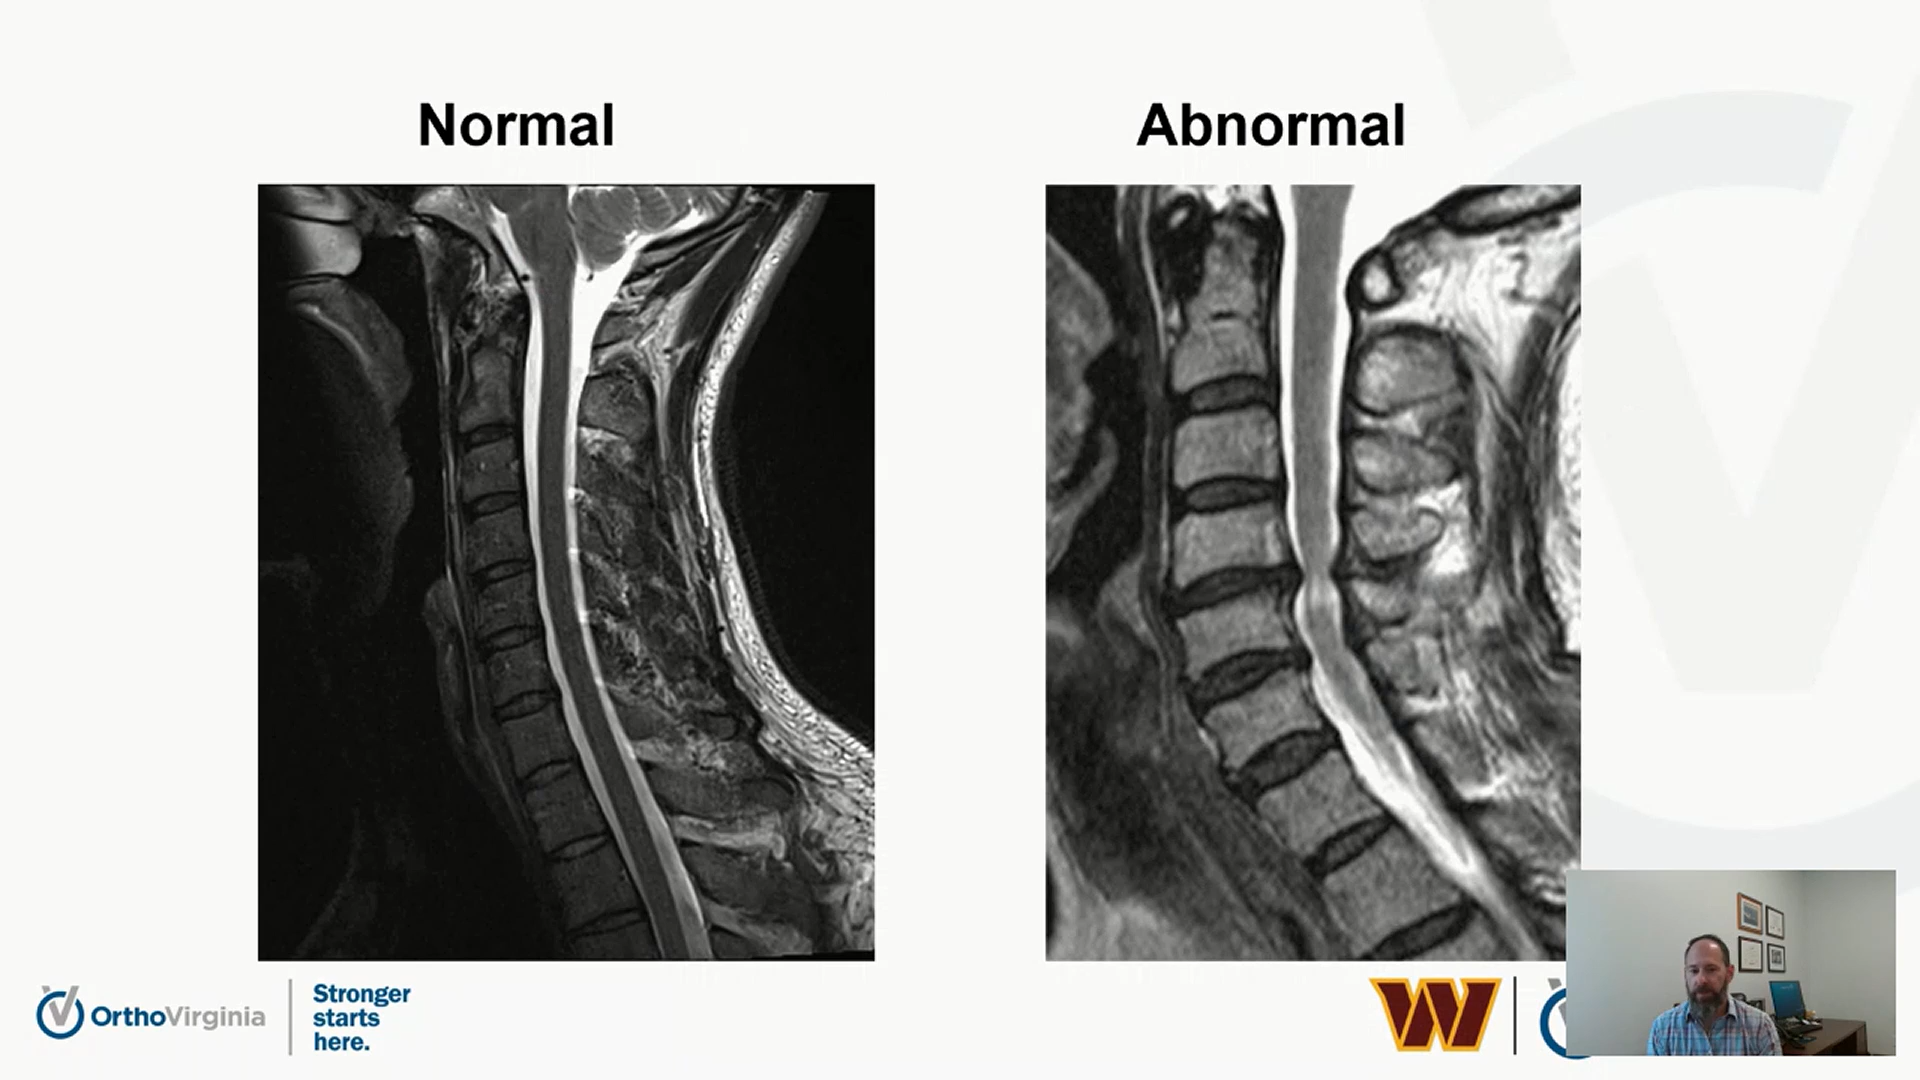 Normal
Abnormal
OrthoVirginia
Stronger
starts
here.
W